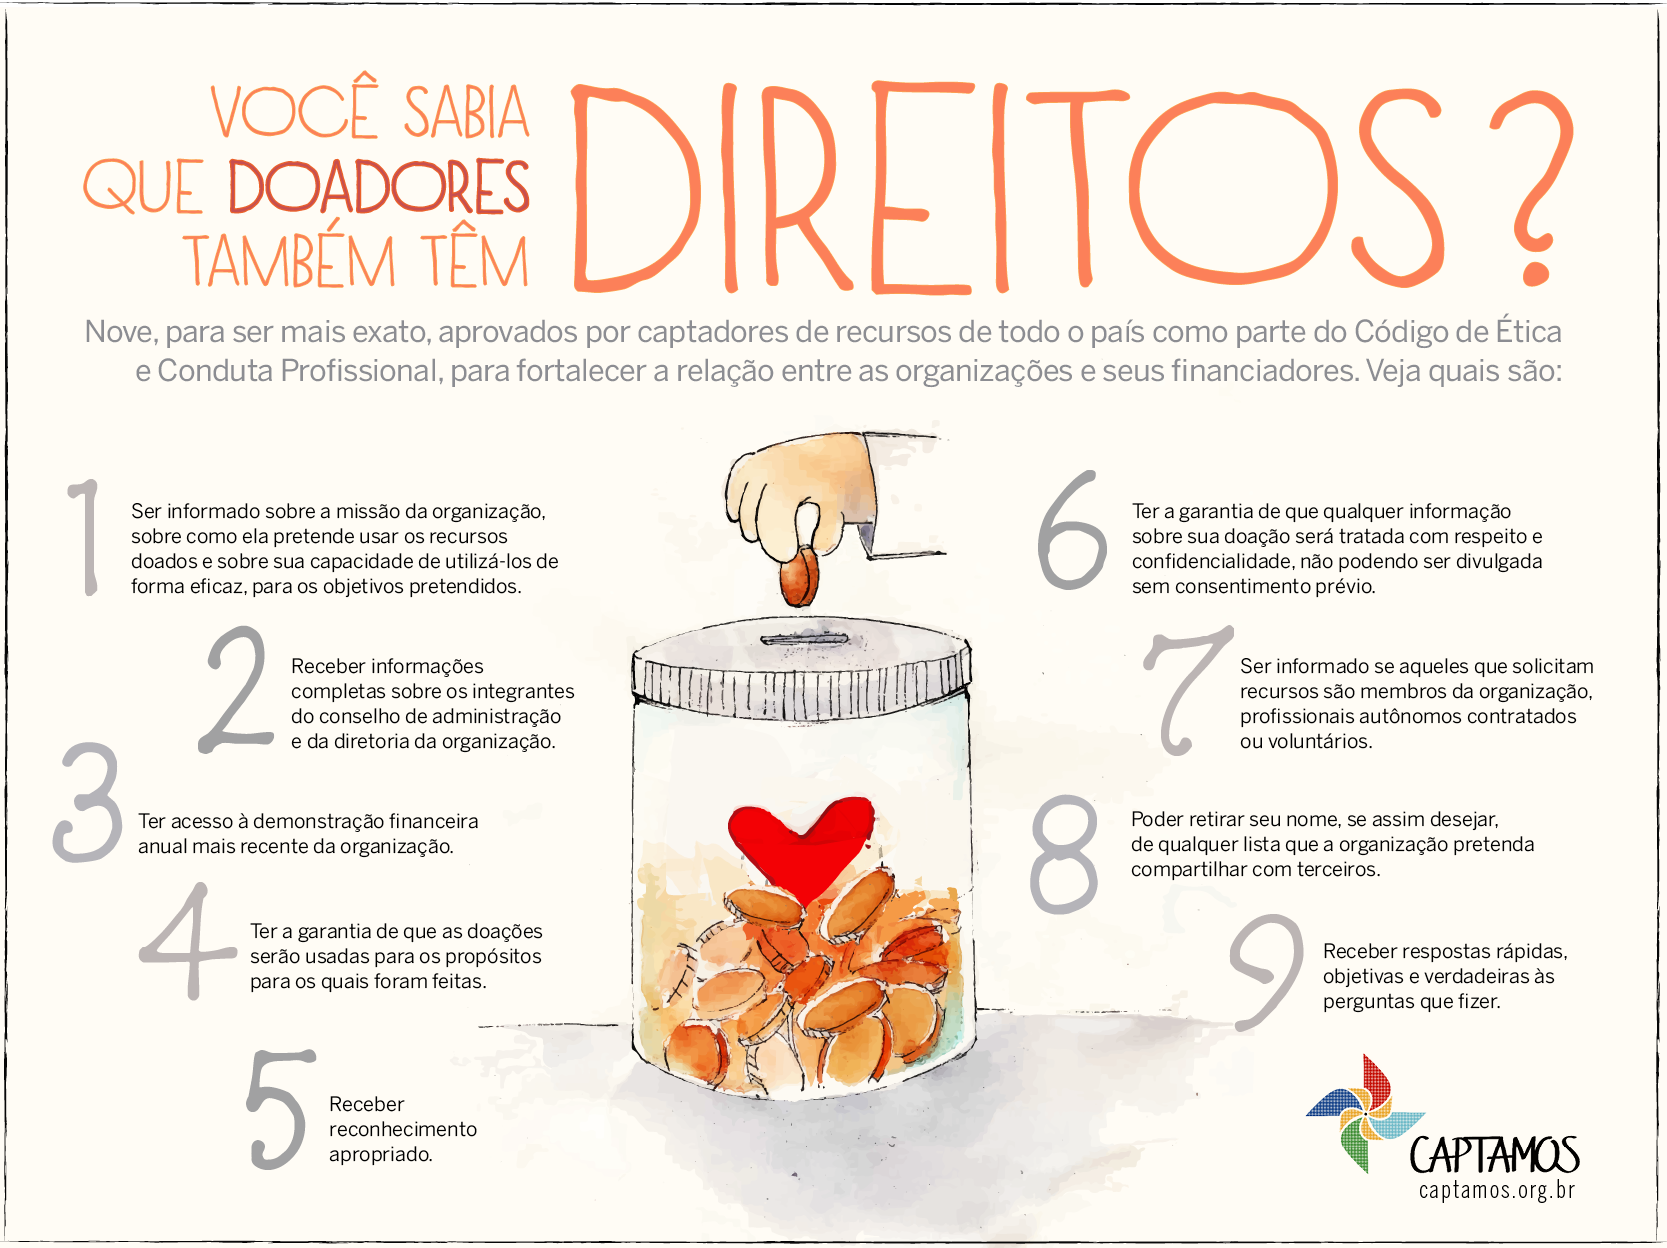 VOCÊ SABIA
QUE DOADORES
TAMBÉM TÊM
DIREITOS?
Nove, para ser mais exato, aprovados por captadores de recursos de todo o país como parte do Código de Ética
e Conduta Profissional, para fortalecer a relação entre as organizações e seus financiadores. Veja quais são:
1
Ser informado sobre a missão da organização,
sobre como ela pretende usar os recursos
doados e sobre sua capacidade de utilizá-los de
forma eficaz, para os objetivos pretendidos.
2
Receber informações
completas sobre os integrantes
do conselho de administração
e da diretoria da organização.
3
Ter acesso à demonstração financeira
anual mais recente da organização.
4
Ter a garantia de que as doações
serão usadas para os propósitos
para os quais foram feitas.
5
Receber
reconhecimento
apropriado.
6
Ter a garantia de que qualquer informação
sobre sua doação será tratada com respeito e
confidencialidade, não podendo ser divulgada
sem consentimento prévio.
7
Ser informado se aqueles que solicitam
recursos são membros da organização,
profissionais autônomos contratados
ou voluntários.
8
Poder retirar seu nome, se assim desejar,
de qualquer lista que a organização pretenda
compartilhar com terceiros.
9
Receber respostas rápidas,
objetivas e verdadeiras às
perguntas que fizer.
CAPTAMOS
captamos.org.br